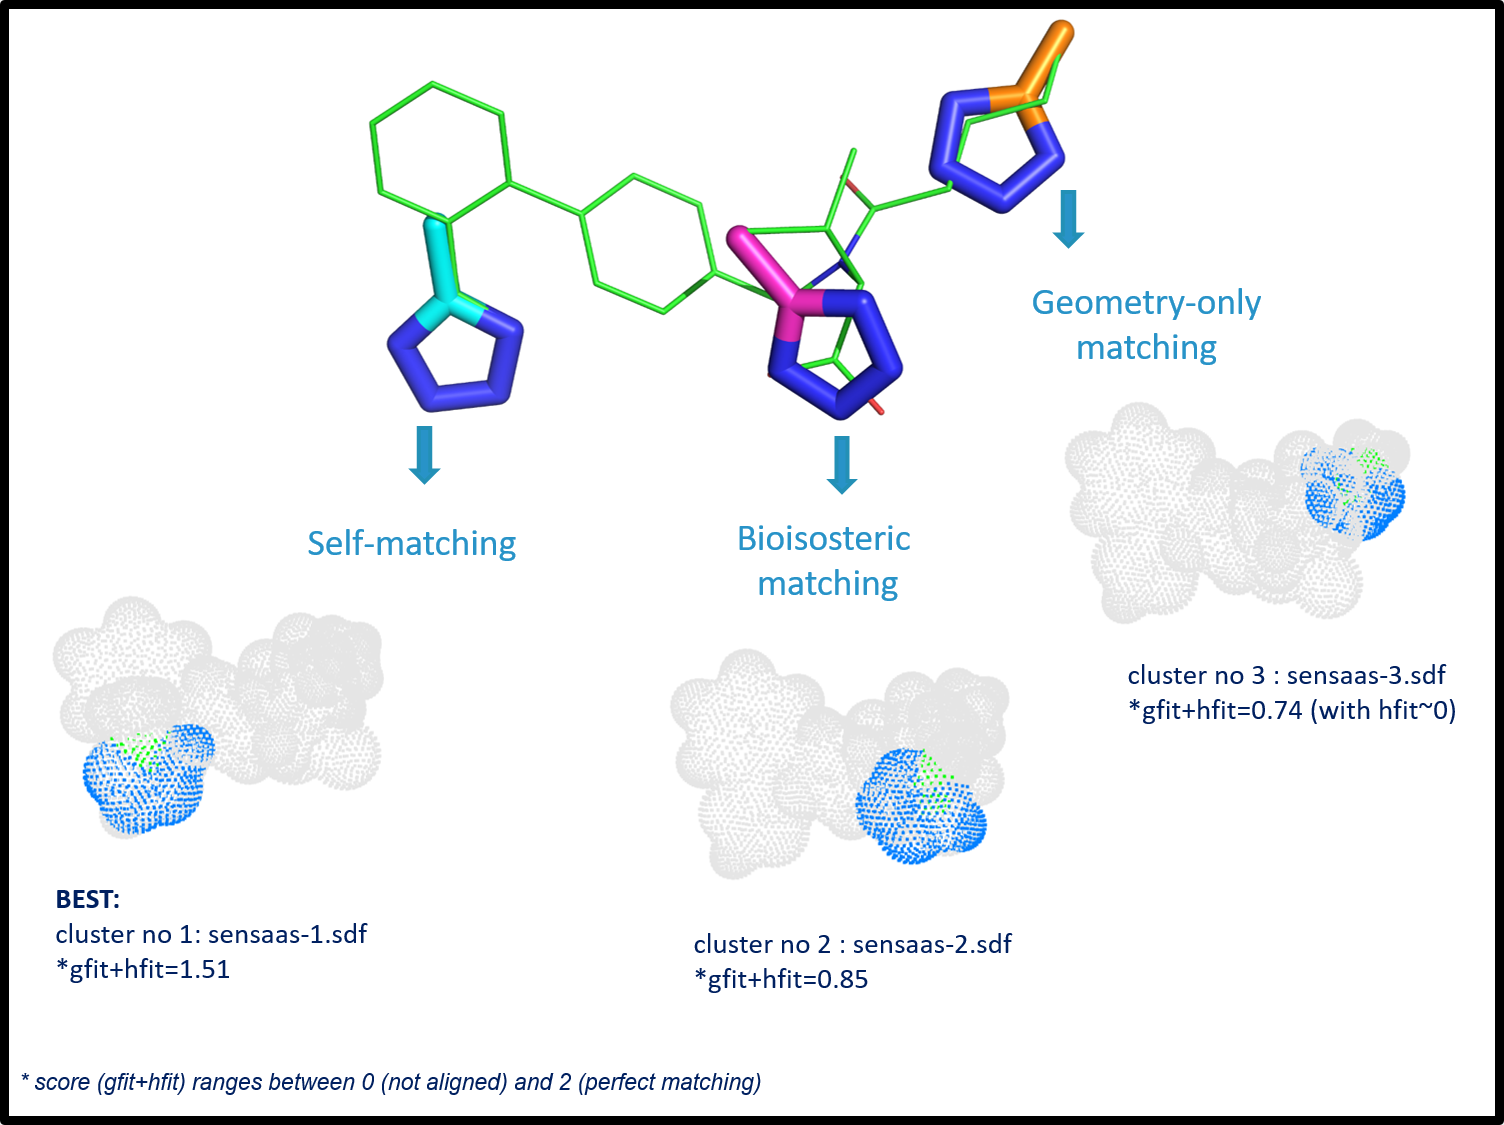 Geometry-only
matching
Self-matching
Bioisosteric
matching
cluster no 3 : sensaas-3.sdf
*gfit+hfit=0.74 (with hfit~0)
BEST:
cluster no 1: sensaas-1.sdf
*gfit+hfit=1.51
cluster no 2 : sensaas-2.sdf
*gfit+hfit=0.85
* score (gfit+hfit) ranges between 0 (not aligned) and 2 (perfect matching)